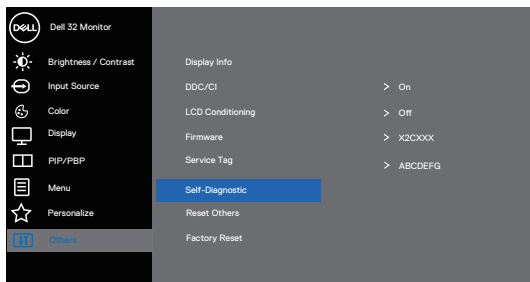 DELL Dell 32 Monitor
Brightness / Contrast
Input Source
Color
Display
PIP/PBP
Menu
Personalize
Others
Display Info
DDC/CI > On
LCD Conditioning > Off
Firmware > X2CXXX
Service Tag > ABCDEFG
Self-Diagnostic
Reset Others
Factory Reset